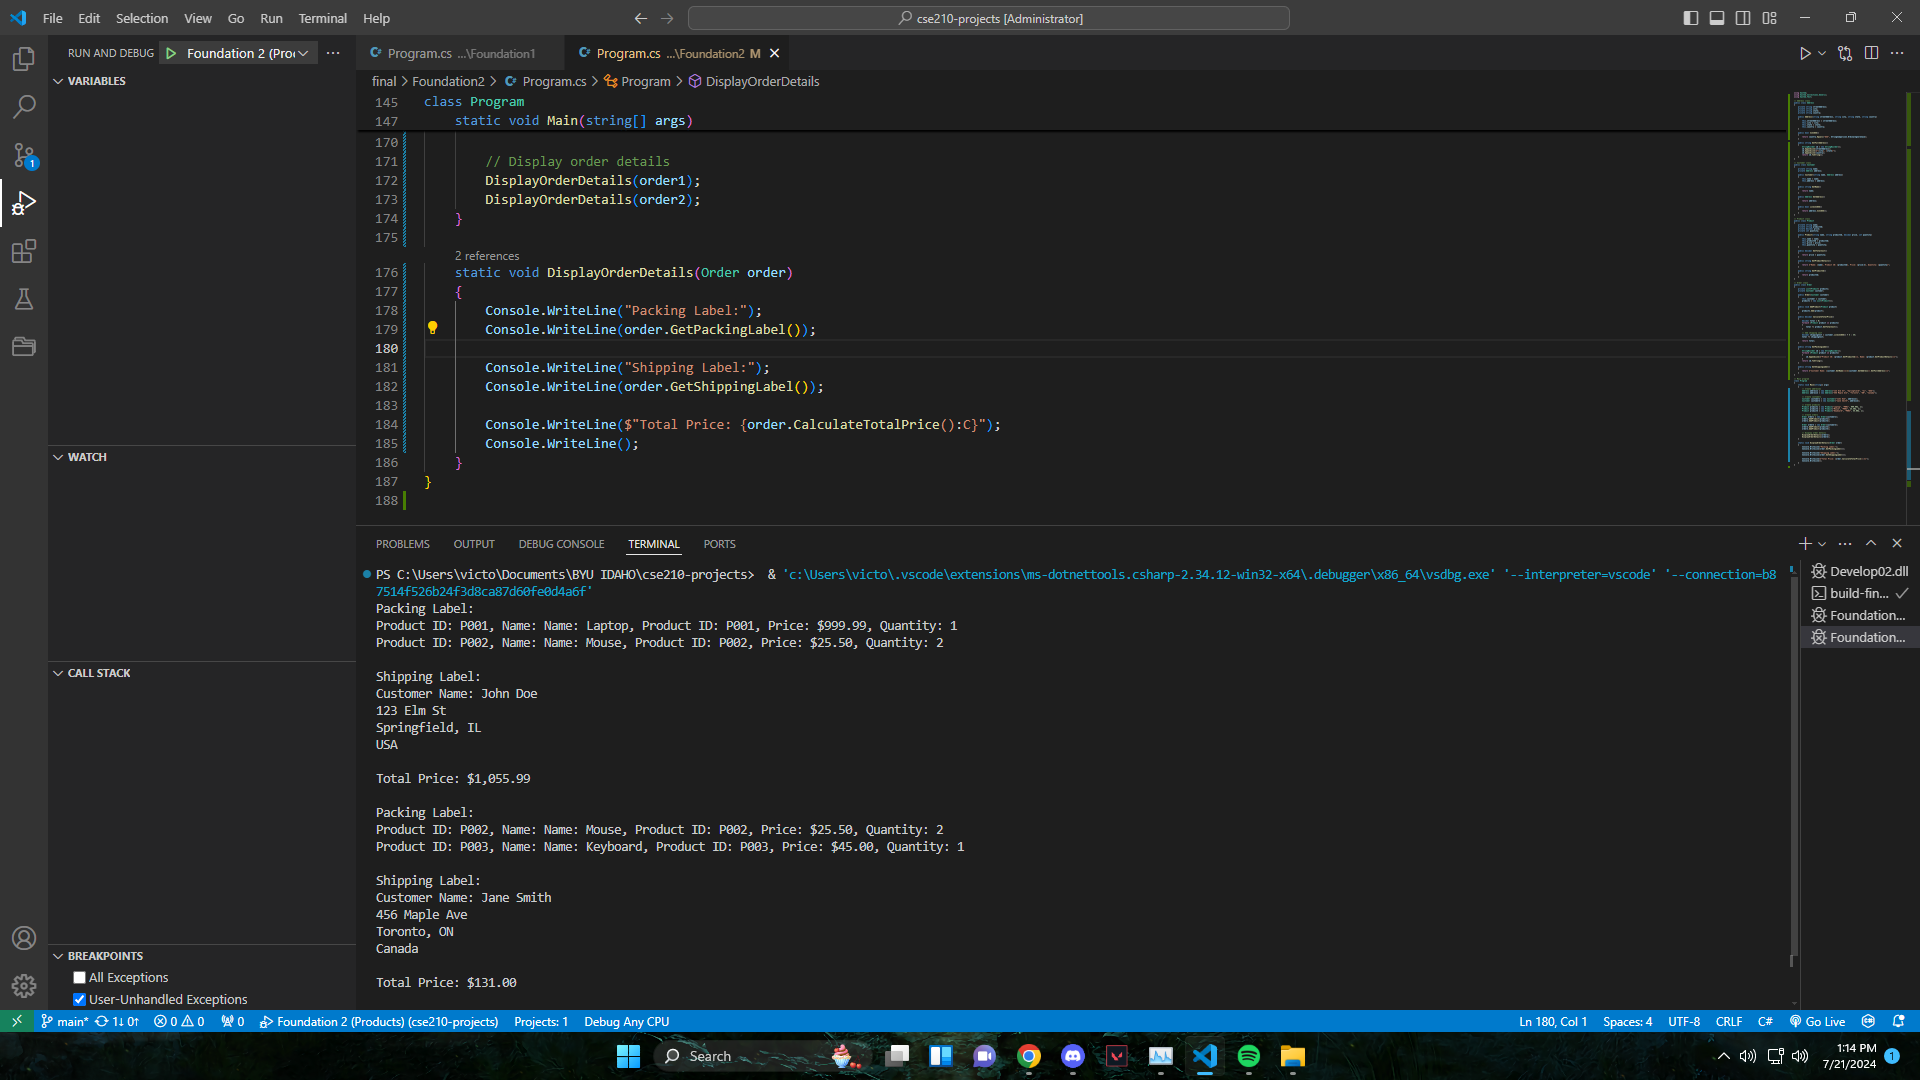 File Edit Selection View Go Run Terminal Help
cse210-projects [Administrator]
RUN AND DEBUG Foundation 2 (Pro
Program.cs ...\Foundation1
Program.cs ...\Foundation2 M
final > Foundation2 > Program.cs > Program > DisplayOrderDetails
VARIABLES
WATCH
CALL STACK
BREAKPOINTS
All Exceptions
User-Unhandled Exceptions
1
145 class Program
147 static void Main(string[] args)
170
171 // Display order details
172 DisplayOrderDetails(order1);
173 DisplayOrderDetails(order2);
174 }
175
2 references
176 static void DisplayOrderDetails(Order order)
177 {
178 Console.WriteLine("Packing Label:");
179 Console.WriteLine(order.GetPackingLabel());
180
181 Console.WriteLine("Shipping Label:");
182 Console.WriteLine(order.GetShippingLabel());
183
184 Console.WriteLine($"Total Price: {order.CalculateTotalPrice():C}");
185 Console.WriteLine();
186 }
187 }
188
PROBLEMS OUTPUT DEBUG CONSOLE TERMINAL PORTS
PS C:\Users\victo\Documents\BYU IDAHO\cse210-projects> & 'c:\Users\victo\.vscode\extensions\ms-dotnettools.csharp-2.34.12-win32-x64\.debugger\x86_64\vsdbg.exe' '--interpreter=vscode' '--connection=b8
7514f526b24f3d8ca87d60fe0d4a6f'
Packing Label:
Product ID: P001, Name: Name: Laptop, Product ID: P001, Price: $999.99, Quantity: 1
Product ID: P002, Name: Name: Mouse, Product ID: P002, Price: $25.50, Quantity: 2
Shipping Label:
Customer Name: John Doe
123 Elm St
Springfield, IL
USA
Total Price: $1,055.99
Packing Label:
Product ID: P002, Name: Name: Mouse, Product ID: P002, Price: $25.50, Quantity: 2
Product ID: P003, Name: Name: Keyboard, Product ID: P003, Price: $45.00, Quantity: 1
Shipping Label:
Customer Name: Jane Smith
456 Maple Ave
Toronto, ON
Canada
Total Price: $131.00
Develop02.dll
build-fin...
Foundation...
Foundation...
main* 1↓ 0↑ 0 0 0 Foundation 2 (Products) (cse210-projects) Projects: 1 Debug Any CPU
Ln 180, Col 1 Spaces: 4 UTF-8 CRLF C# Go Live
Search
1:14 PM
7/21/2024
1